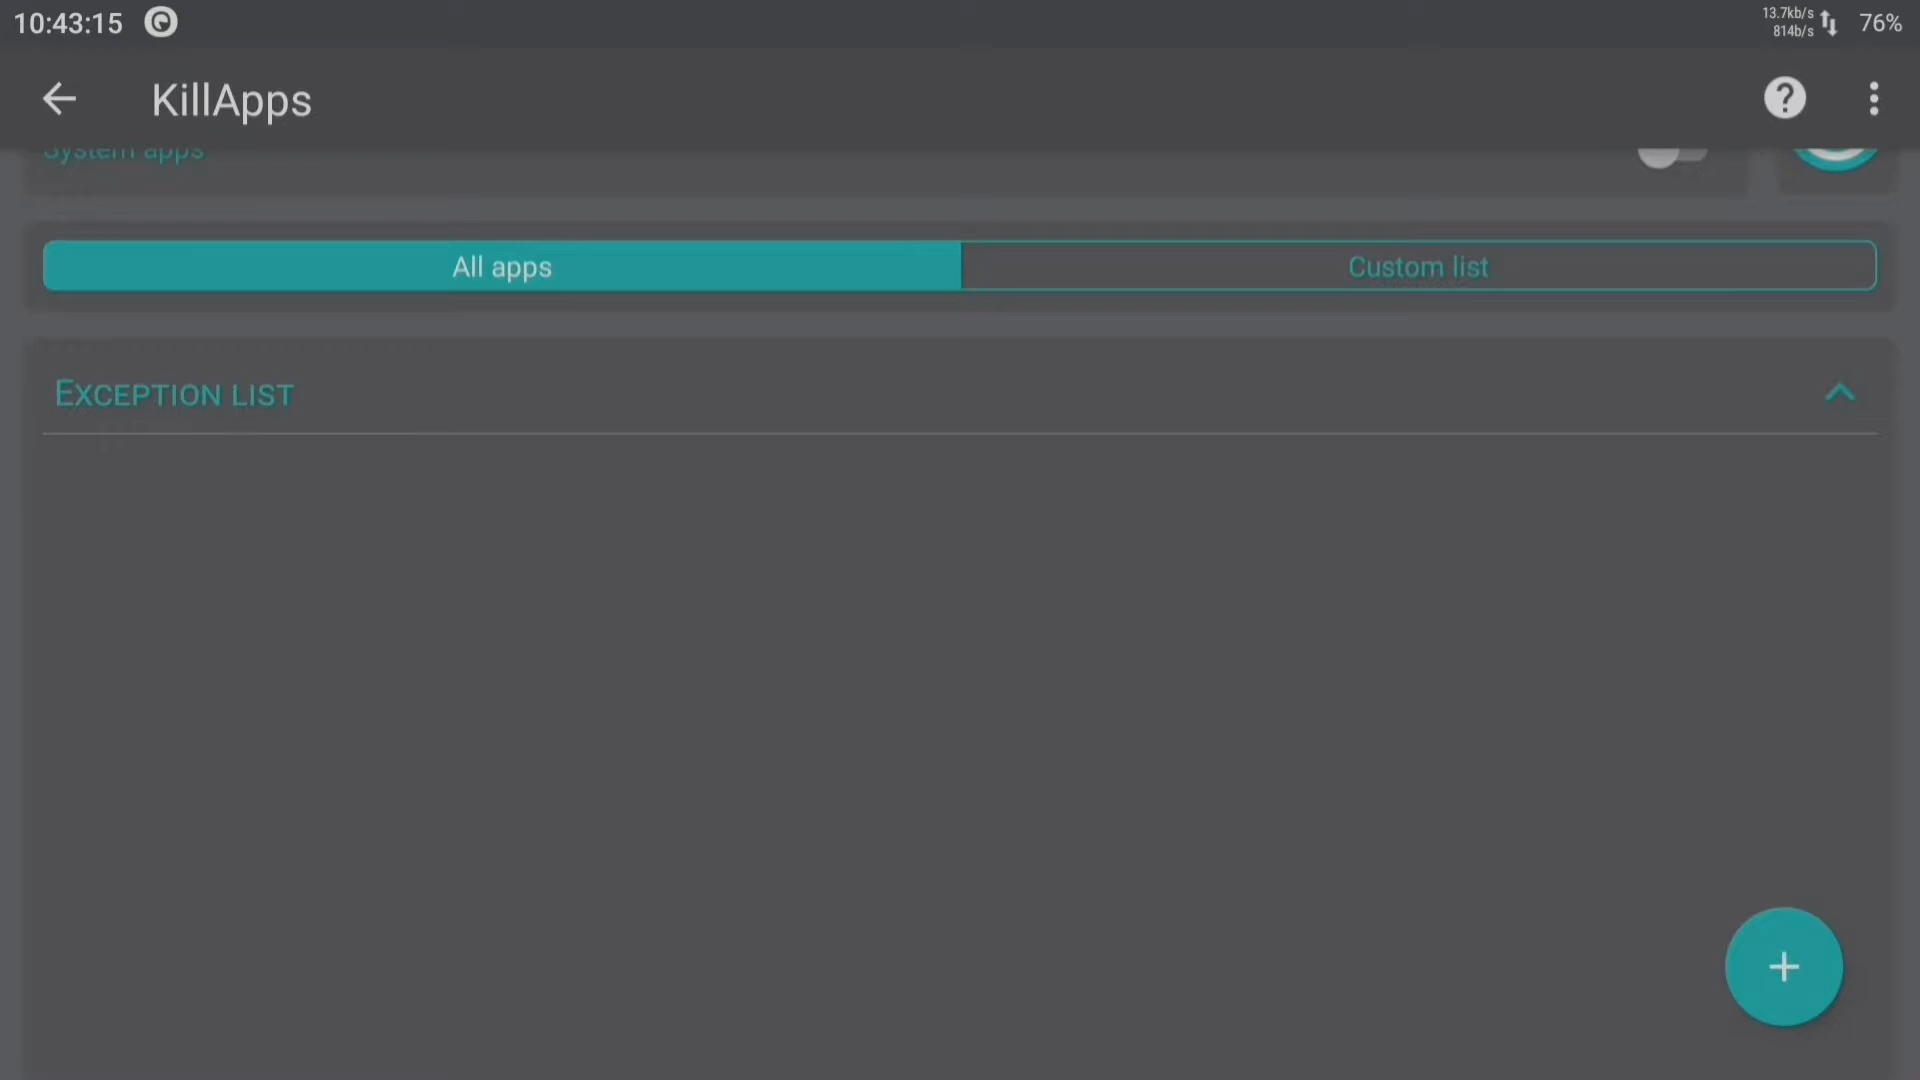 10:43:15
13.7kb/s
814b/s
76%
KillApps
System apps
All apps
Custom list
EXCEPTION LIST